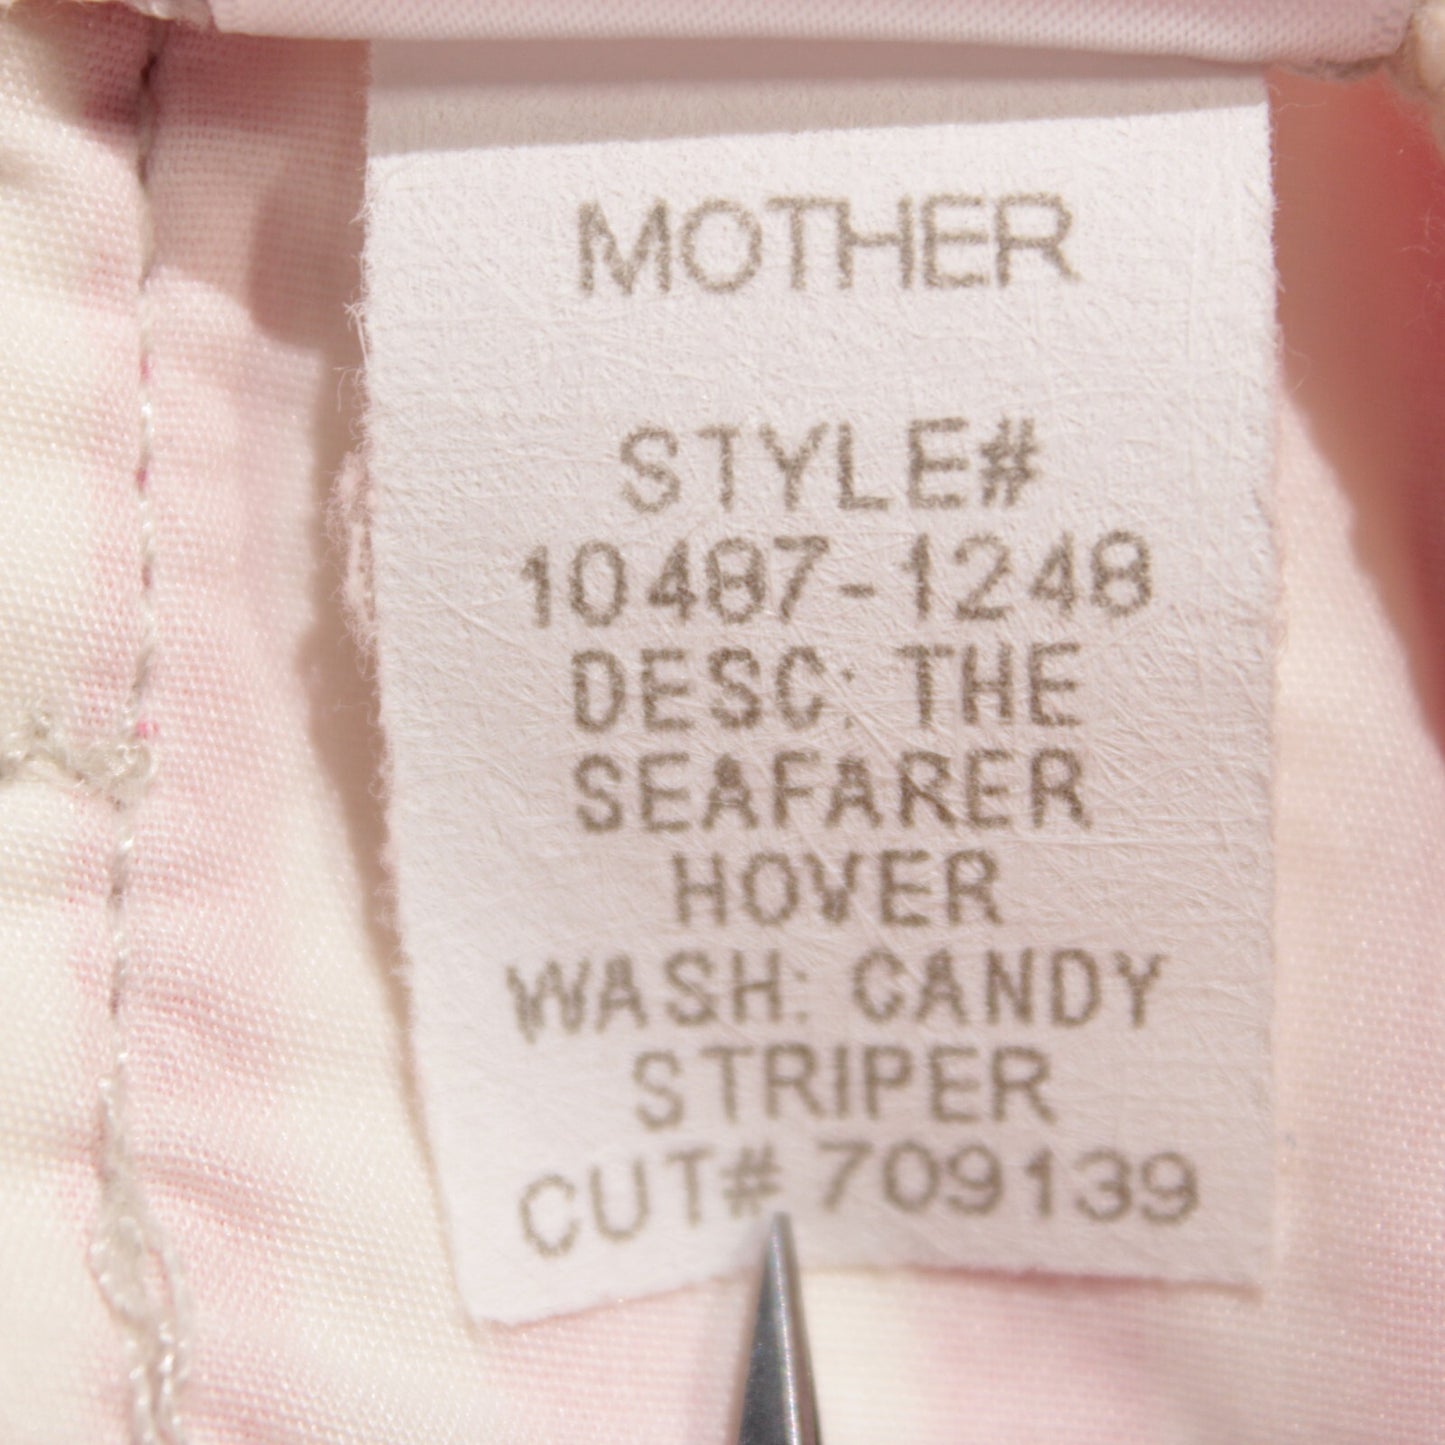 MOTHER
STYLE#
10487-1248
DESC: THE
SEAFARER
HOVER
WASH: CANDY
STRIPER
CUT# 709139